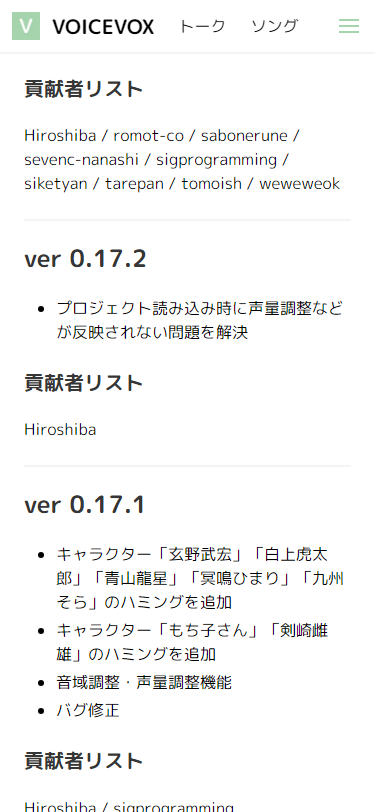 V VOICEVOX トーク ソング
貢献者リスト
Hiroshiba / romot-co / sabonerune /
sevenc-nanashi / sigprogramming /
siketyan / tarepan / tomoish / weweweok
ver 0.17.2
プロジェクト読み込み時に声量調整など
が反映されない問題を解決
貢献者リスト
Hiroshiba
ver 0.17.1
キャラクター「玄野武宏」「白上虎太
郎」「青山龍星」「冥鳴ひまり」「九州
そら」のハミングを追加
キャラクター「もち子さん」「剣崎雌
雄」のハミングを追加
音域調整・声量調整機能
バグ修正
貢献者リスト
Hiroshiba / sigprogramming